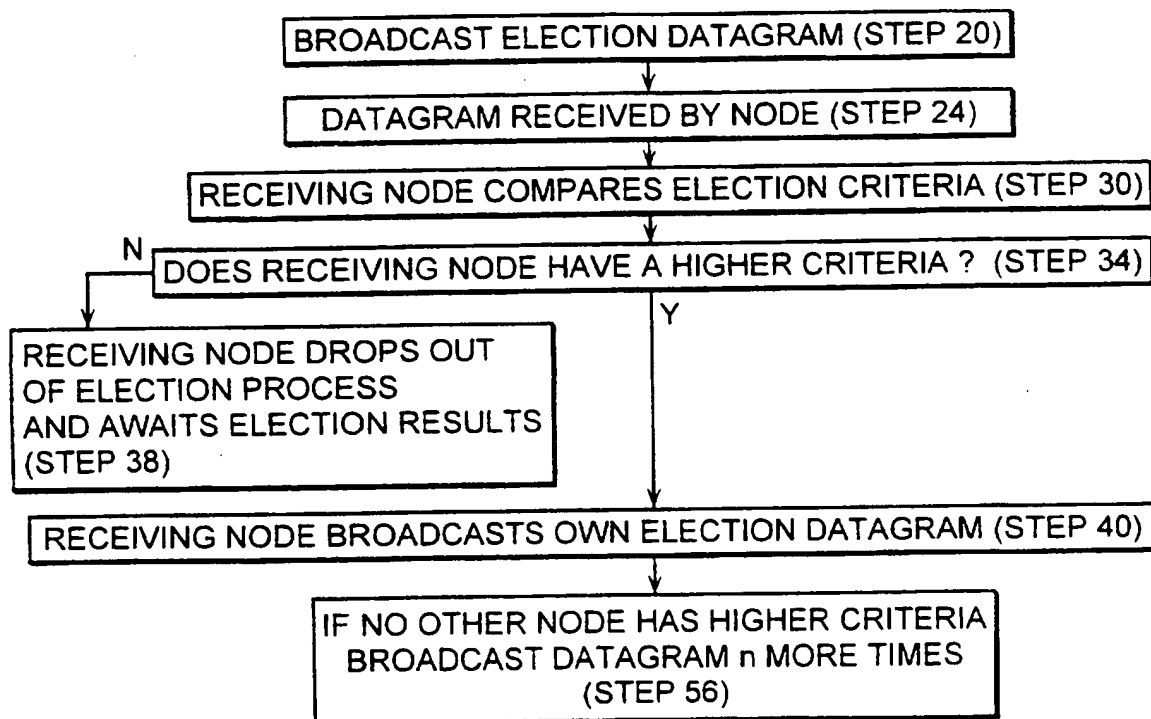 BROADCAST ELECTION DATAGRAM (STEP 20)
DATAGRAM RECEIVED BY NODE (STEP 24)
RECEIVING NODE COMPARES ELECTION CRITERIA (STEP 30)
N
DOES RECEIVING NODE HAVE A HIGHER CRITERIA ? (STEP 34)
Y
RECEIVING NODE DROPS OUT
OF ELECTION PROCESS
AND AWAITS ELECTION RESULTS
(STEP 38)
RECEIVING NODE BROADCASTS OWN ELECTION DATAGRAM (STEP 40)
IF NO OTHER NODE HAS HIGHER CRITERIA
BROADCAST DATAGRAM n MORE TIMES
(STEP 56)